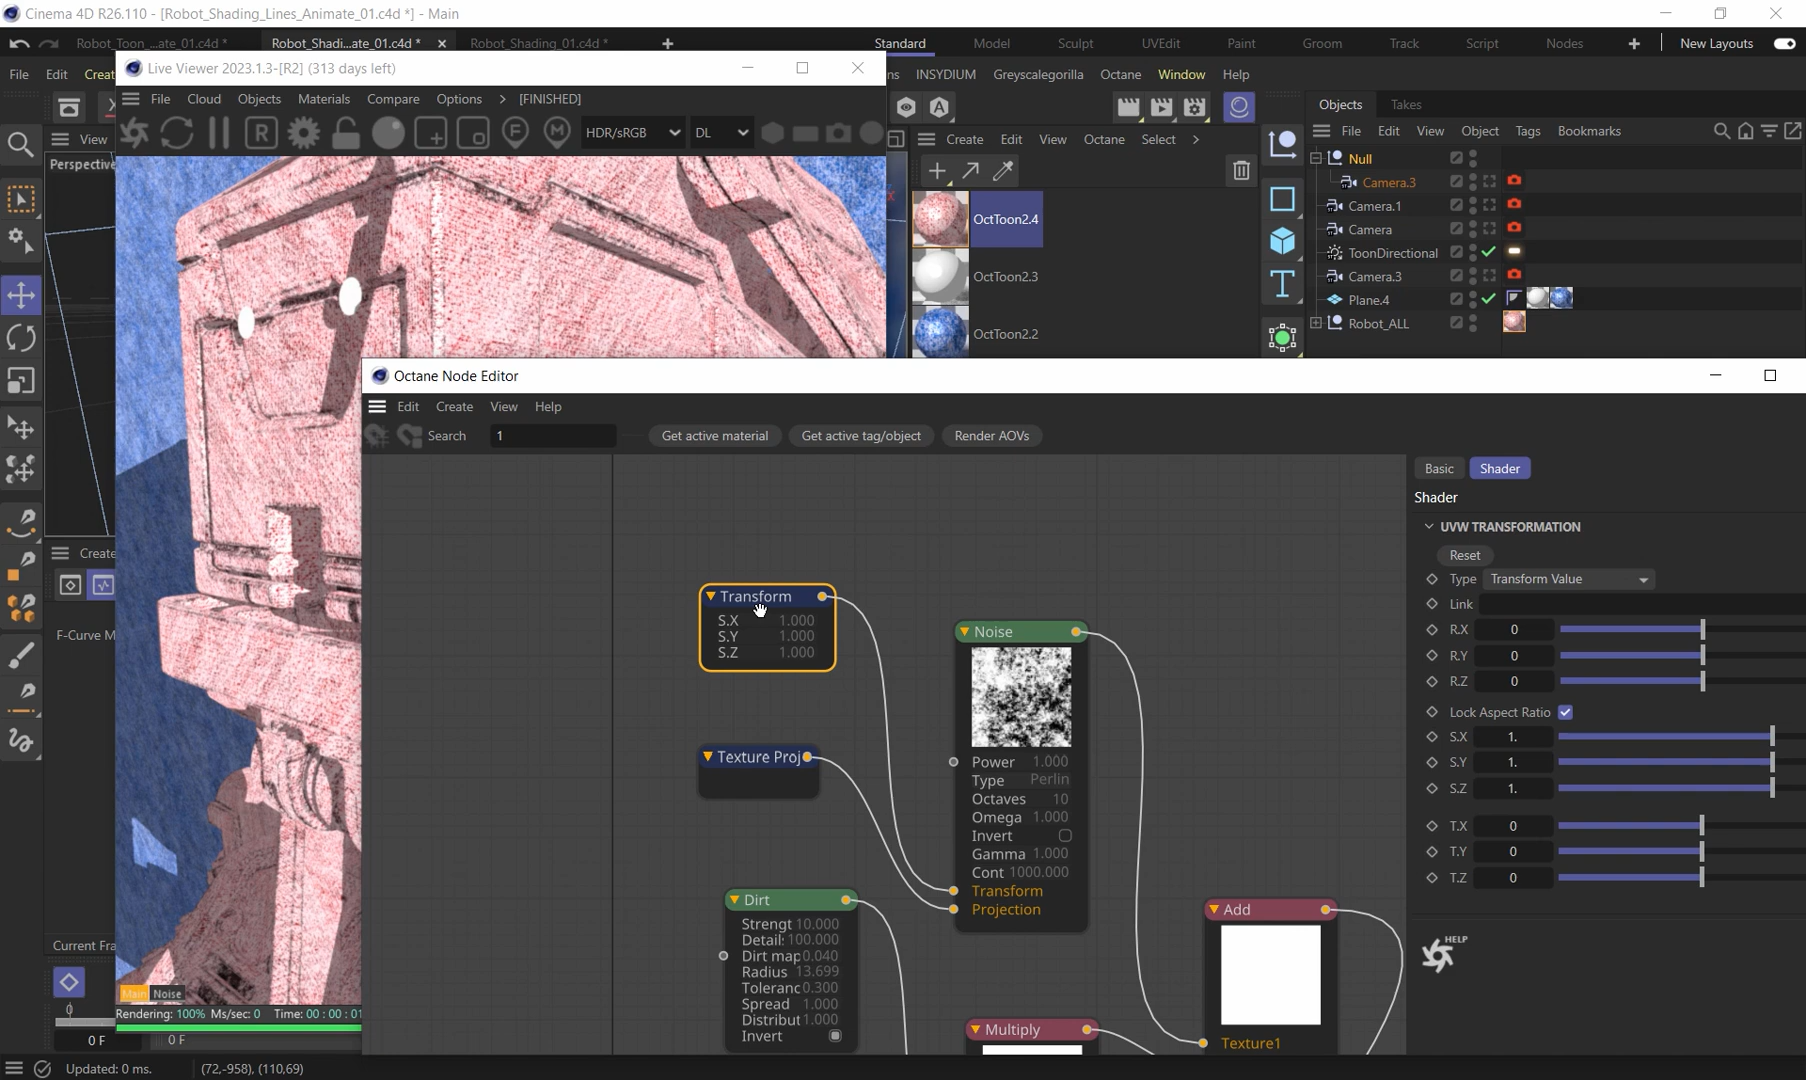 Cinema 4D R26.110 - [Robot_Shading_Lines_Animate_01.c4d *] - Main
Robot_Toon_...ate_01.c4d *
Robot_Shadi...ate_01.c4d *
Robot_Shading_01.c4d *
Standard
Model
Sculpt
UVEdit
Paint
Groom
Track
Script
Nodes
New Layouts
File
Edit
Creat
ns
INSYDIUM
Greyscalegorilla
Octane
Window
Help
Live Viewer 2023.1.3-[R2] (313 days left)
File
Cloud
Objects
Materials
Compare
Options
[FINISHED]
HDR/sRGB
DL
View
Perspective
Create
Edit
View
Octane
Select
OctToon2.4
OctToon2.3
OctToon2.2
Objects
Takes
File
Edit
View
Object
Tags
Bookmarks
Null
Camera.3
Camera.1
Camera
ToonDirectional
Camera.3
Plane.4
Robot_ALL
Octane Node Editor
Edit
Create
View
Help
Search
1
Get active material
Get active tag/object
Render AOVs
Transform
S.X 1.000
S.Y 1.000
S.Z 1.000
Texture Proj
Noise
Power 1.000
Type Perlin
Octaves 10
Omega 1.000
Invert
Gamma 1.000
Cont 1000.000
Transform
Projection
Dirt
Strengt 10.000
Detail: 100.000
Dirt map 0.040
Radius 13.699
Toleranc 0.300
Spread 1.000
Distribut 1.000
Invert
Multiply
Add
Texture1
Basic
Shader
Shader
UVW TRANSFORMATION
Reset
Type Transform Value
Link
R.X 0
R.Y 0
R.Z 0
Lock Aspect Ratio
S.X 1.
S.Y 1.
S.Z 1.
T.X 0
T.Y 0
T.Z 0
HELP
Create
F-Curve M
Current Fra
0
0 F
0 F
Main
Noise
Rendering: 100% Ms/sec: 0 Time: 00 : 00 : 01
Updated: 0 ms.
(72,-958), (110,69)